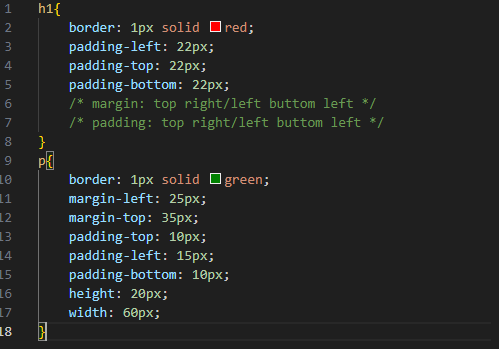 1 h1{
2 border: 1px solid red;
3 padding-left: 22px;
4 padding-top: 22px;
5 padding-bottom: 22px;
6 /* margin: top right/left buttom left */
7 /* padding: top right/left buttom left */
8 }
9 p{
10 border: 1px solid green;
11 margin-left: 25px;
12 margin-top: 35px;
13 padding-top: 10px;
14 padding-left: 15px;
15 padding-bottom: 10px;
16 height: 20px;
17 width: 60px;
18 }